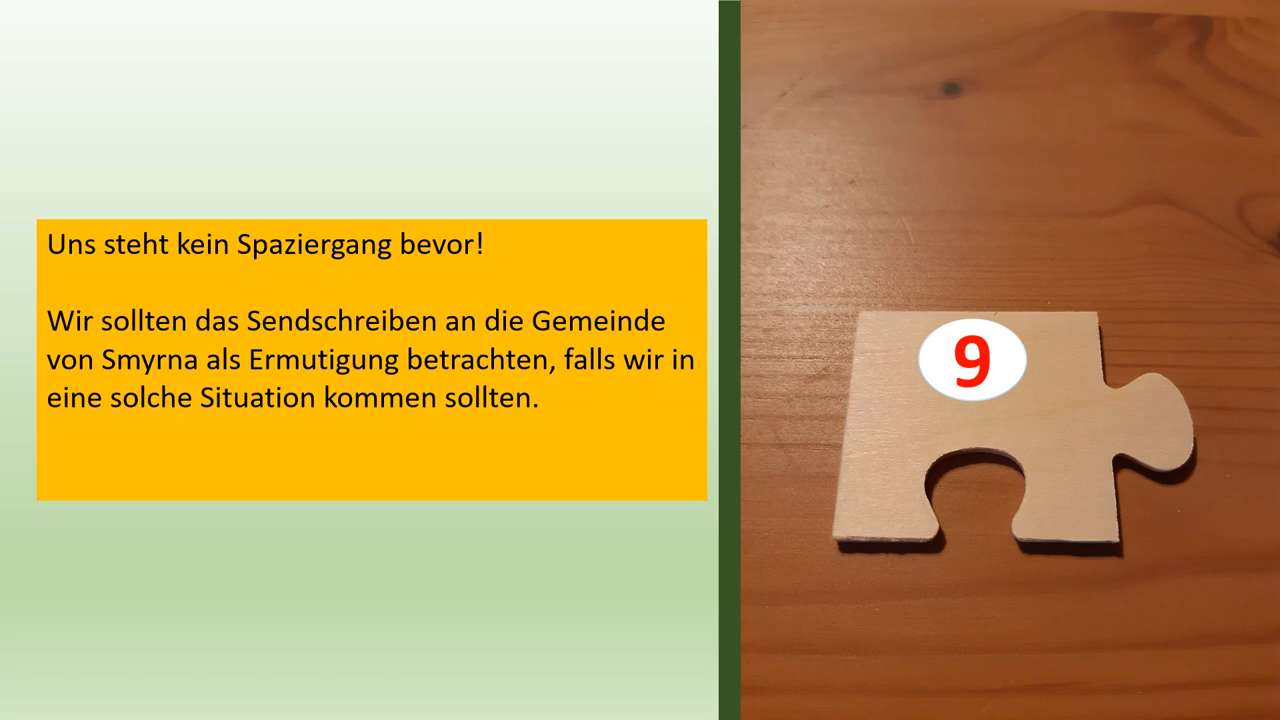 Uns steht kein Spaziergang bevor!
Wir sollten das Sendschreiben an die Gemeinde
von Smyrna als Ermutigung betrachten, falls wir in
eine solche Situation kommen sollten.
9